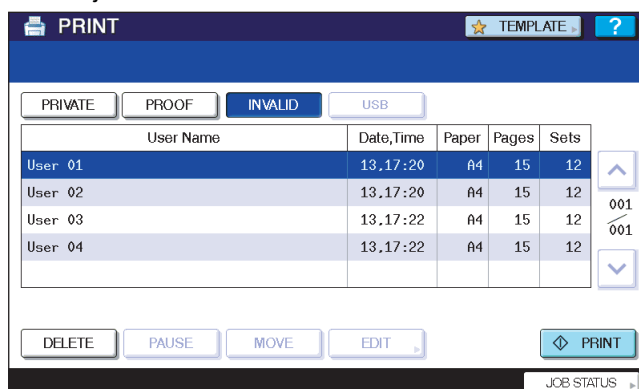 PRINT TEMPLATE ?
PRIVATE PROOF INVALID USB
User Name Date,Time Paper Pages Sets
User 01 13,17:20 A4 15 12
User 02 13,17:20 A4 15 12
User 03 13,17:22 A4 15 12
User 04 13,17:22 A4 15 12
001
001
DELETE PAUSE MOVE EDIT PRINT
JOB STATUS